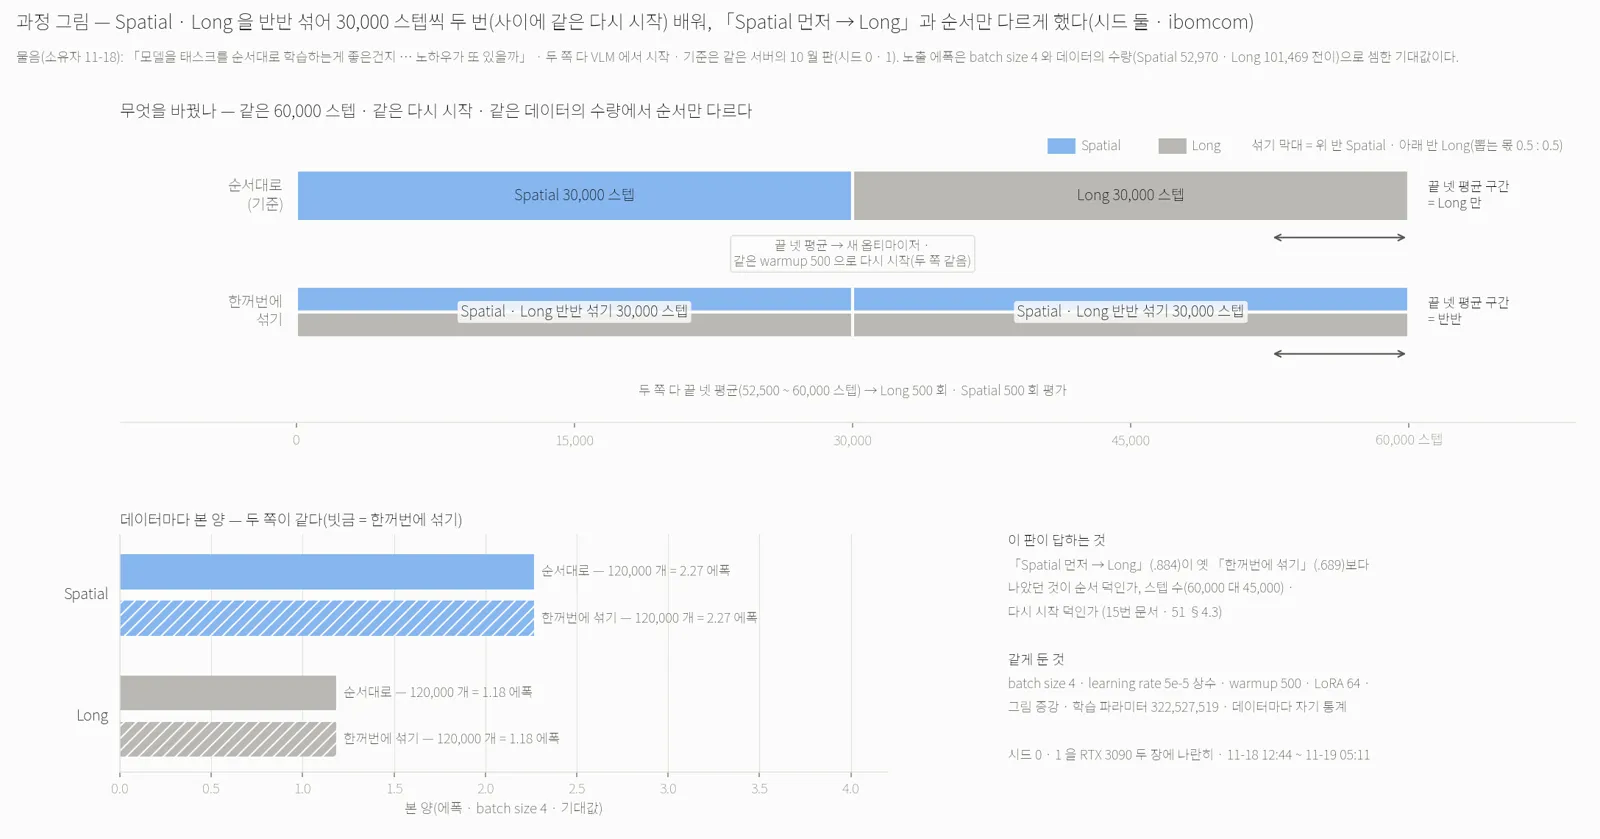 과정 그림 — Spatial · Long 을 반반 섞어 30,000 스텝씩 두 번(사이에 같은 다시 시작) 배워, 「Spatial 먼저 → Long」과 순서만 다르게 했다(시드 둘 · ibomcom)
물음(소유자 11-18): 「모델을 태스크를 순서대로 학습하는게 좋은건지 ⋯ 노하우가 또 있을까」 · 두 쪽 다 VLM 에서 시작 · 기준은 같은 서버의 10 월 판(시드 0 · 1). 노출 에폭은 batch size 4 와 데이터의 수량(Spatial 52,970 · Long 101,469 전이)으로 셈한 기대값이다.
무엇을 바꿨나 — 같은 60,000 스텝 · 같은 다시 시작 · 같은 데이터의 수량에서 순서만 다르다
Spatial
Long
섞기 막대 = 위 반 Spatial · 아래 반 Long(뽑는 몫 0.5 : 0.5)
순서대로
(기준)
Spatial 30,000 스텝
Long 30,000 스텝
끝 넷 평균 구간
= Long 만
끝 넷 평균 → 새 옵티마이저 ·
같은 warmup 500 으로 다시 시작(두 쪽 같음)
한꺼번에
섞기
Spatial · Long 반반 섞기 30,000 스텝
Spatial · Long 반반 섞기 30,000 스텝
끝 넷 평균 구간
= 반반
두 쪽 다 끝 넷 평균(52,500 ~ 60,000 스텝) → Long 500 회 · Spatial 500 회 평가
0
15,000
30,000
45,000
60,000 스텝
데이터마다 본 양 — 두 쪽이 같다(빗금 = 한꺼번에 섞기)
Spatial
순서대로 — 120,000 개 = 2.27 에폭
한꺼번에 섞기 — 120,000 개 = 2.27 에폭
Long
순서대로 — 120,000 개 = 1.18 에폭
한꺼번에 섞기 — 120,000 개 = 1.18 에폭
0.0
0.5
1.0
1.5
2.0
2.5
3.0
3.5
4.0
본 양(에폭 · batch size 4 · 기대값)
이 판이 답하는 것
「Spatial 먼저 → Long」(.884)이 옛 「한꺼번에 섞기」(.689)보다
나았던 것이 순서 덕인가, 스텝 수(60,000 대 45,000) ·
다시 시작 덕인가 (15번 문서 · 51 §4.3)
같게 둔 것
batch size 4 · learning rate 5e-5 상수 · warmup 500 · LoRA 64 ·
그림 증강 · 학습 파라미터 322,527,519 · 데이터마다 자기 통계
시드 0 · 1 을 RTX 3090 두 장에 나란히 · 11-18 12:44 ~ 11-19 05:11